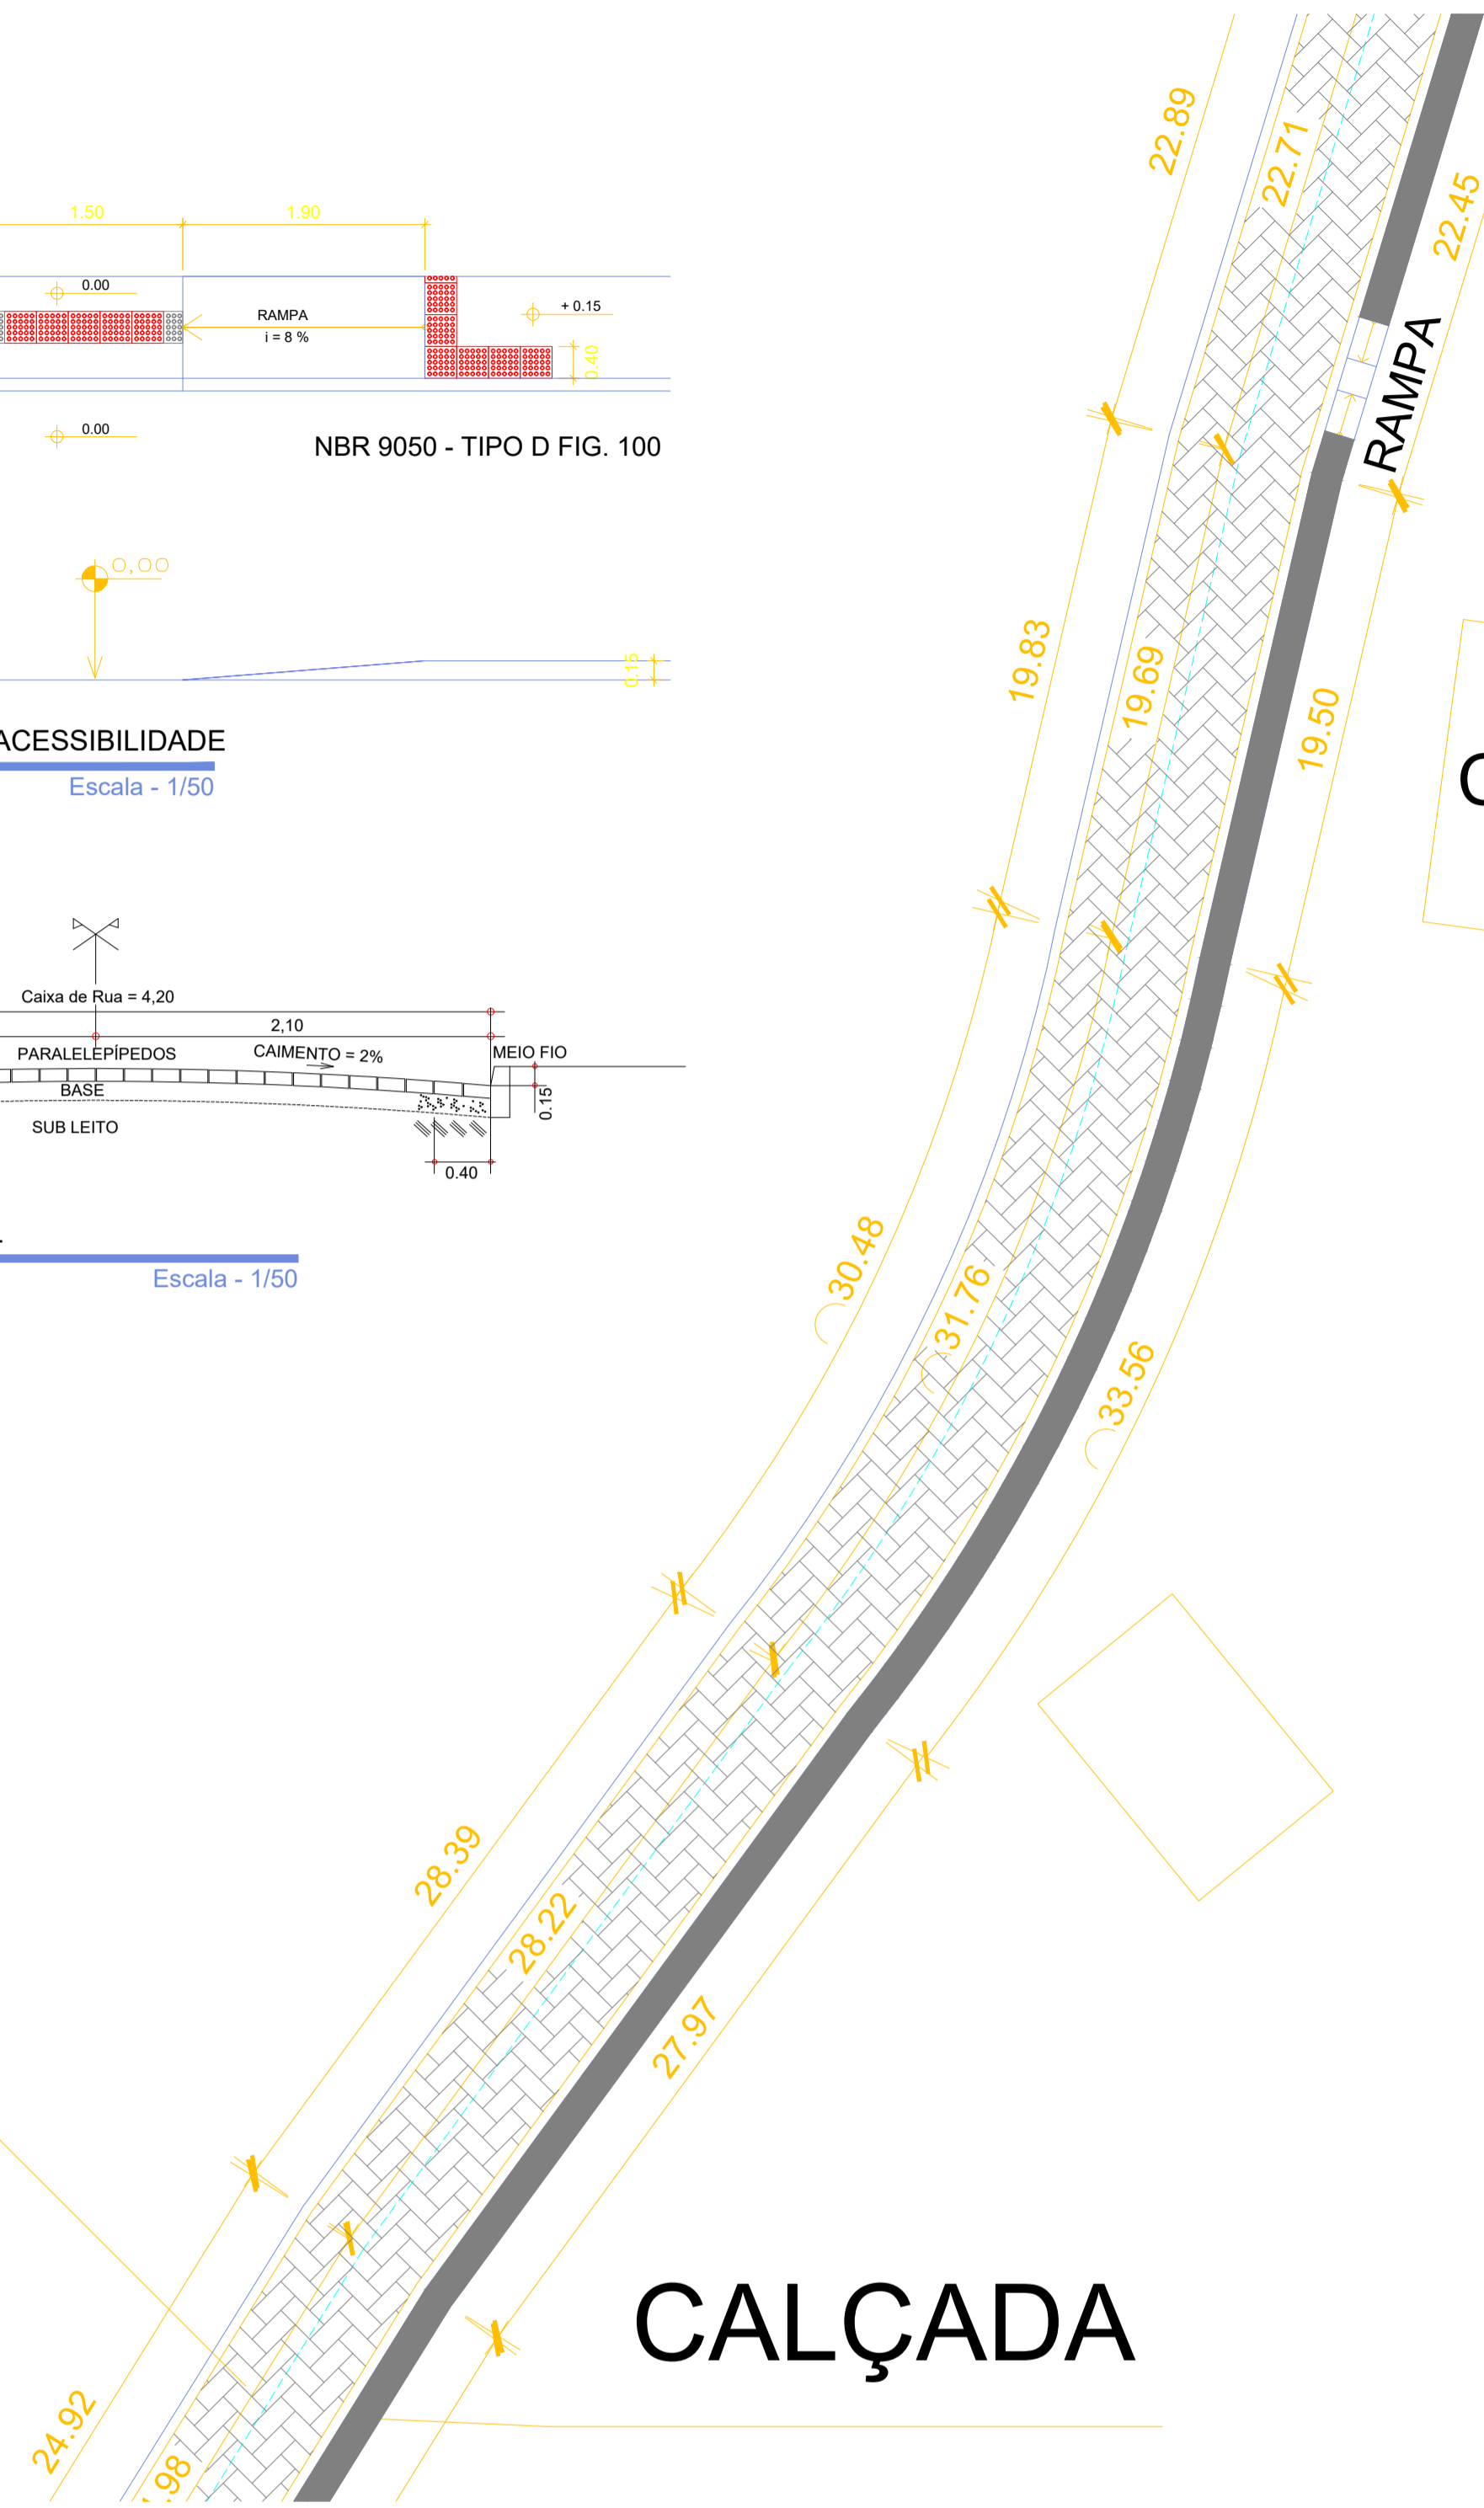 22.89
22.71
22.45
1.50
1.90
0.00
RAMPA
i = 8 %
+ 0.15
0.40
0.00
NBR 9050 - TIPO D FIG. 100
RAMPA
0,00
0.15
19.83
19.69
19.50
ACESSIBILIDADE
Escala - 1/50
Caixa de Rua = 4,20
2,10
PARALELEPÍPEDOS
CAIMENTO = 2%
MEIO FIO
BASE
0.15
SUB LEITO
0.40
30.48
31.76
33.56
Escala - 1/50
28.39
28.22
27.97
CALÇADA
24.92
.98